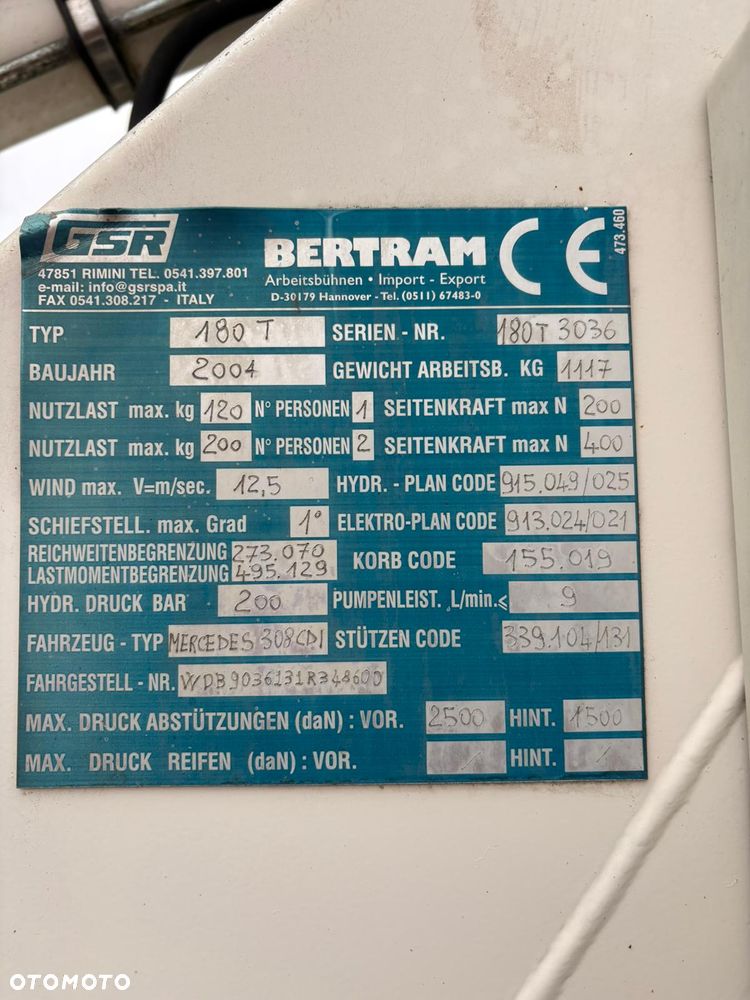 GSR
47851 RIMINI TEL. 0541.397.801
e-mail: info@gsrspa.it
FAX 0541.308.217 - ITALY
BERTRAM
Arbeitsbühnen • Import - Export
D-30179 Hannover - Tel. (0511) 67483-0
CE
473.460
TYP 180T SERIEN - NR. 180T3036
BAUJAHR 2004 GEWICHT ARBEITSB. KG 1117
NUTZLAST max. kg 120 N° PERSONEN 1 SEITENKRAFT max N 200
NUTZLAST max. kg 200 N° PERSONEN 2 SEITENKRAFT max N 400
WIND max. V=m/sec. 12,5 HYDR. - PLAN CODE 915.049/025
SCHIEFSTELL. max. Grad 1° ELEKTRO-PLAN CODE 913.024/021
REICHWEITENBEGRENZUNG 273.070
LASTMOMENTBEGRENZUNG 495.129 KORB CODE 155.019
HYDR. DRUCK BAR 200 PUMPENLEIST. L/min.≤ 9
FAHRZEUG - TYP MERCEDES 308CDI STÜTZEN CODE 339.104/131
FAHRGESTELL - NR. WDB9036131R348600
MAX. DRUCK ABSTÜTZUNGEN (daN) : VOR. 2500 HINT. 1500
MAX. DRUCK REIFEN (daN) : VOR. / HINT. /
OTOMOTO